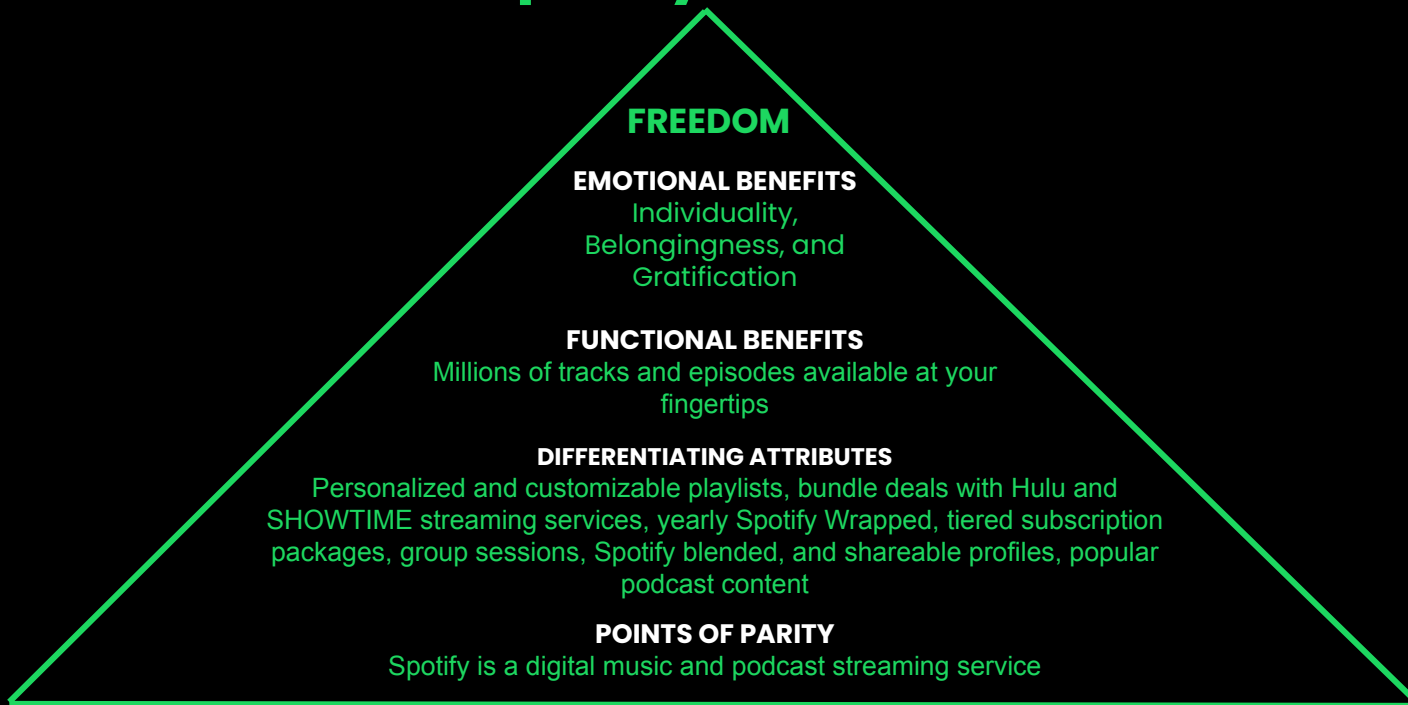 FREEDOM
EMOTIONAL BENEFITS
Individuality,
Belongingness, and
Gratification
FUNCTIONAL BENEFITS
Millions of tracks and episodes available at your
fingertips
DIFFERENTIATING ATTRIBUTES
Personalized and customizable playlists, bundle deals with Hulu and
SHOWTIME streaming services, yearly Spotify Wrapped, tiered subscription
packages, group sessions, Spotify blended, and shareable profiles, popular
podcast content
POINTS OF PARITY
Spotify is a digital music and podcast streaming service